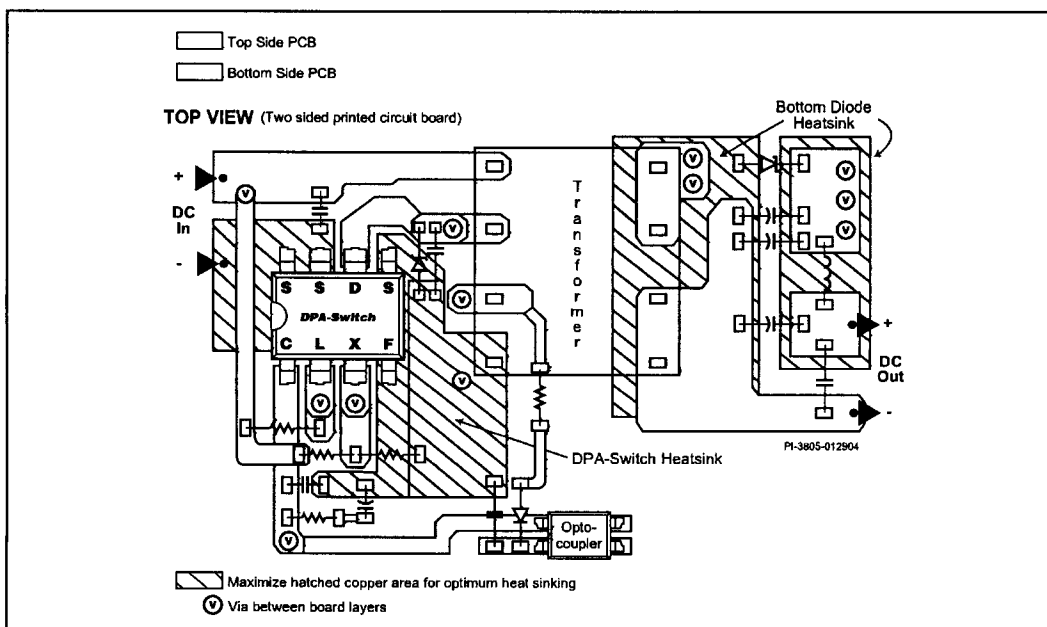 Top Side PCB
Bottom Side PCB
TOP VIEW (Two sided printed circuit board)
Bottom Diode
Heatsink
+
DC
In
-
V
V
V
V
V
V
Transformer
S S D S
DPA-Switch
C L X F
V
V
V
V
V
+
DC
Out
-
PI-3805-012904
DPA-Switch Heatsink
V
Opto-
coupler
Maximize hatched copper area for optimum heat sinking
V Via between board layers